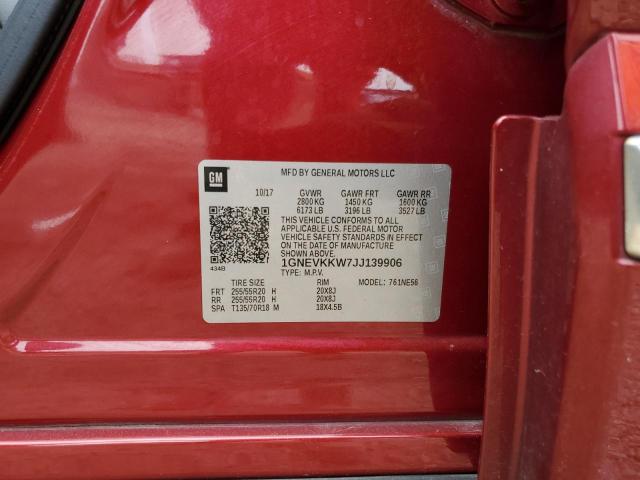 GM
MFD BY GENERAL MOTORS LLC
10/17 GVWR GAWR FRT GAWR RR
2800 KG 1450 KG 1600 KG
6173 LB 3196 LB 3527 LB
THIS VEHICLE CONFORMS TO ALL
APPLICABLE U.S. FEDERAL MOTOR
VEHICLE SAFETY STANDARDS IN EFFECT
ON THE DATE OF MANUFACTURE
SHOWN ABOVE.
434B
1GNEVKKW7JJ139906
TYPE: M.P.V.
TIRE SIZE RIM MODEL: 761NE56
FRT 255/55R20 H 20X8J
RR 255/55R20 H 20X8J
SPA T135/70R18 M 18X4.5B